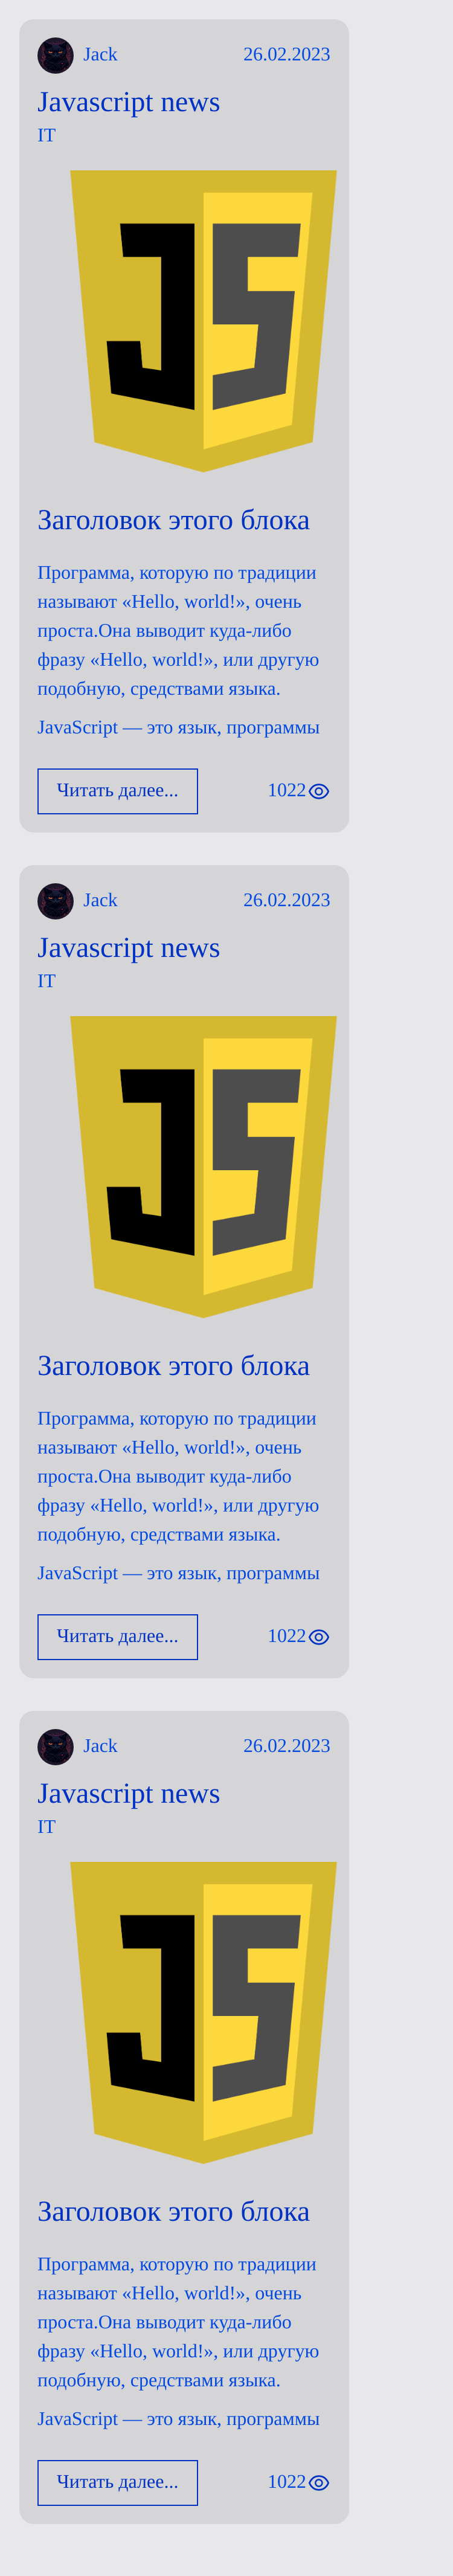 Jack 26.02.2023
Javascript news
IT
JS
Заголовок этого блока
Программа, которую по традиции
называют «Hello, world!», очень
проста.Она выводит куда-либо
фразу «Hello, world!», или другую
подобную, средствами языка.
JavaScript — это язык, программы
Читать далее... 1022
Jack 26.02.2023
Javascript news
IT
JS
Заголовок этого блока
Программа, которую по традиции
называют «Hello, world!», очень
проста.Она выводит куда-либо
фразу «Hello, world!», или другую
подобную, средствами языка.
JavaScript — это язык, программы
Читать далее... 1022
Jack 26.02.2023
Javascript news
IT
JS
Заголовок этого блока
Программа, которую по традиции
называют «Hello, world!», очень
проста.Она выводит куда-либо
фразу «Hello, world!», или другую
подобную, средствами языка.
JavaScript — это язык, программы
Читать далее... 1022